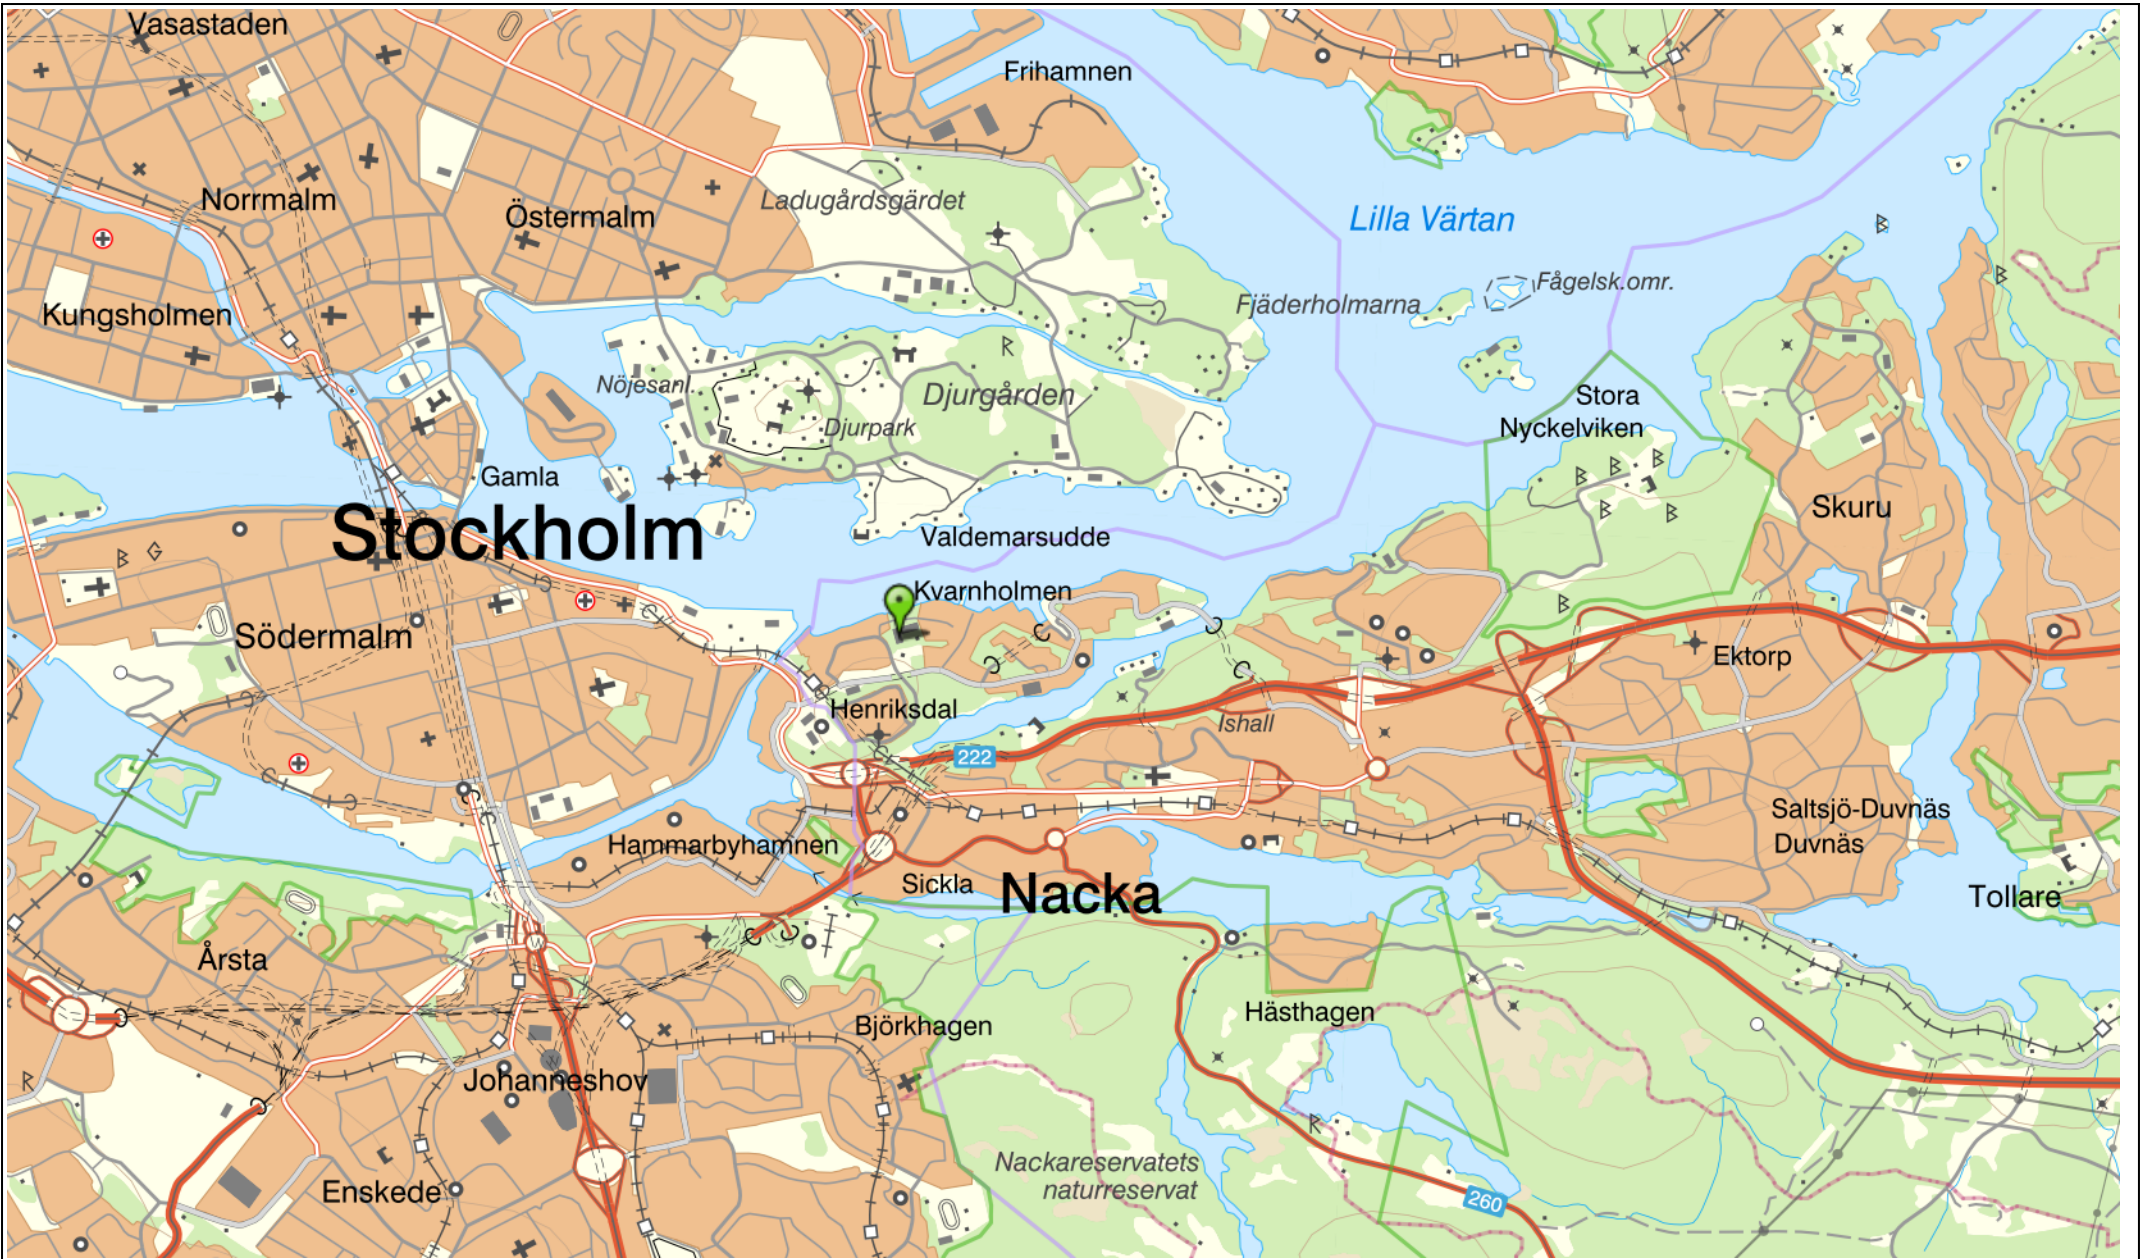 Vasastaden
Frihamnen
Norrmalm
Östermalm
Ladugårdsgärdet
Lilla Värtan
Kungsholmen
Fjäderholmarna
Fågelsk.omr.
Nöjesanl.
Djurgården
Djurpark
Stora
Nyckelviken
Gamla
Stockholm
Skuru
Valdemarsudde
Kvarnholmen
Södermalm
Ektorp
Henriksdal
Ishall
222
Hammarbyhamnen
Saltsjö-Duvnäs
Duvnäs
Sickla
Nacka
Tollare
Årsta
Hästhagen
Björkhagen
Johanneshov
Nackareservatets
naturreservat
Enskede
260